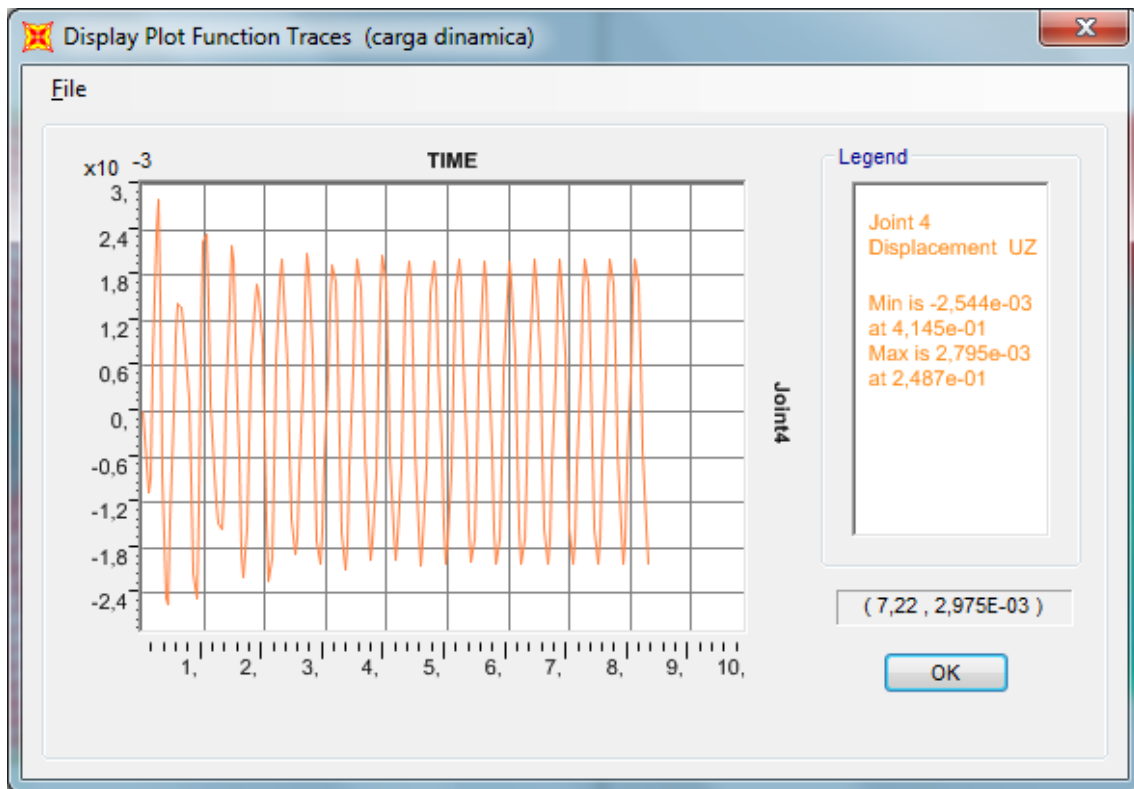 Display Plot Function Traces (carga dinamica)
File
x10 -3
TIME
3,
2,4
1,8
1,2
0,6
0,
-0,6
-1,2
-1,8
-2,4
1, 2, 3, 4, 5, 6, 7, 8, 9, 10,
Joint4
Legend
Joint 4
Displacement UZ
Min is -2,544e-03
at 4,145e-01
Max is 2,795e-03
at 2,487e-01
( 7,22 , 2,975E-03 )
OK